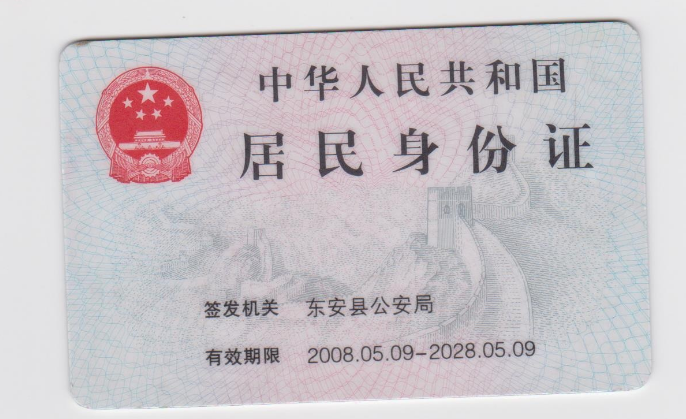 中华人民共和国
居民身份证
签发机关 东安县公安局
有效期限 2008.05.09-2028.05.09